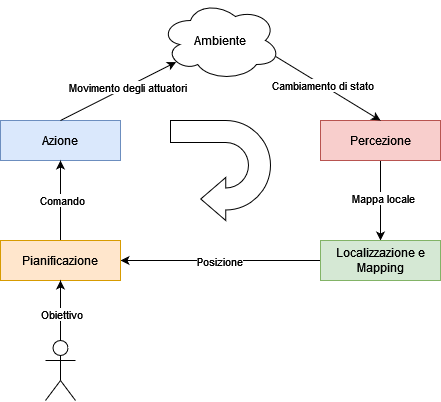 Ambiente
Movimento degli attuatori
Cambiamento di stato
Azione
Percezione
Comando
Mappa locale
Pianificazione
Posizione
Localizzazione e
Mapping
Obiettivo